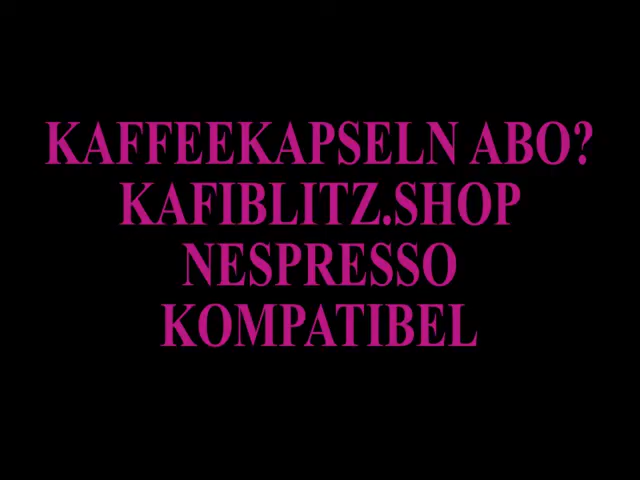 KAFFEEKAPSELN ABO?
KAFIBLITZ.SHOP
NESPRESSO
KOMPATIBEL